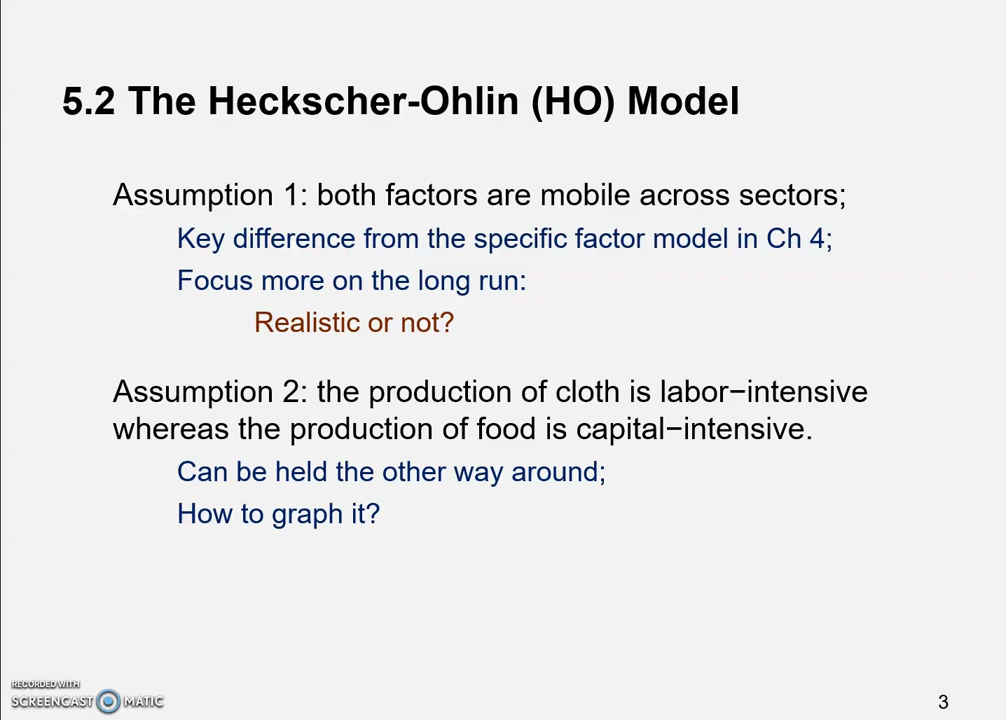 5.2 The Heckscher-Ohlin (HO) Model
Assumption 1: both factors are mobile across sectors;
Key difference from the specific factor model in Ch 4;
Focus more on the long run:
Realistic or not?
Assumption 2: the production of cloth is labor−intensive
whereas the production of food is capital−intensive.
Can be held the other way around;
How to graph it?
RECORDED WITH
SCREENCAST MATIC
3